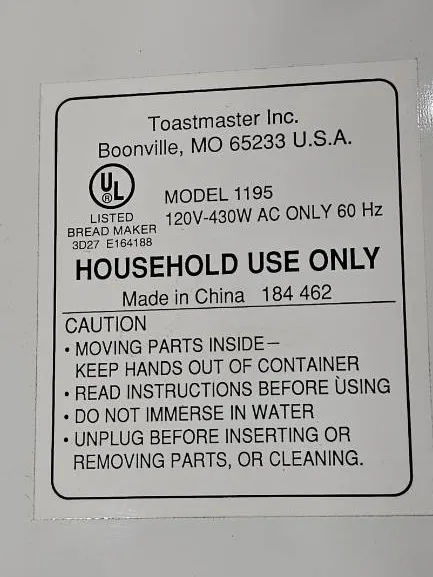 Toastmaster Inc.
Boonville, MO 65233 U.S.A.
UL
®
LISTED
BREAD MAKER
3D27 E164188
MODEL 1195
120V-430W AC ONLY 60 Hz
HOUSEHOLD USE ONLY
Made in China 184 462
CAUTION
• MOVING PARTS INSIDE—
KEEP HANDS OUT OF CONTAINER
• READ INSTRUCTIONS BEFORE USING
• DO NOT IMMERSE IN WATER
• UNPLUG BEFORE INSERTING OR
REMOVING PARTS, OR CLEANING.